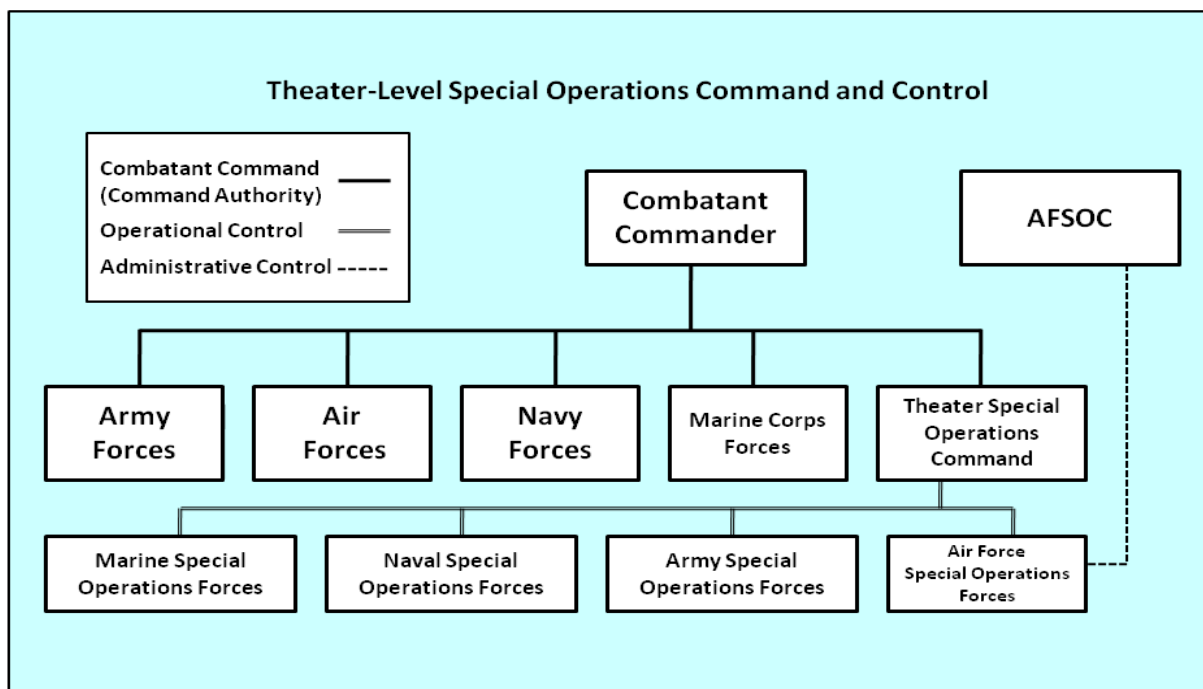 Theater-Level Special Operations Command and Control
Combatant Command
(Command Authority)
Operational Control
Administrative Control
Combatant
Commander
AFSOC
Army
Forces
Air
Forces
Navy
Forces
Marine Corps
Forces
Theater Special
Operations
Command
Marine Special
Operations Forces
Naval Special
Operations Forces
Army Special
Operations Forces
Air Force
Special Operations
Forces